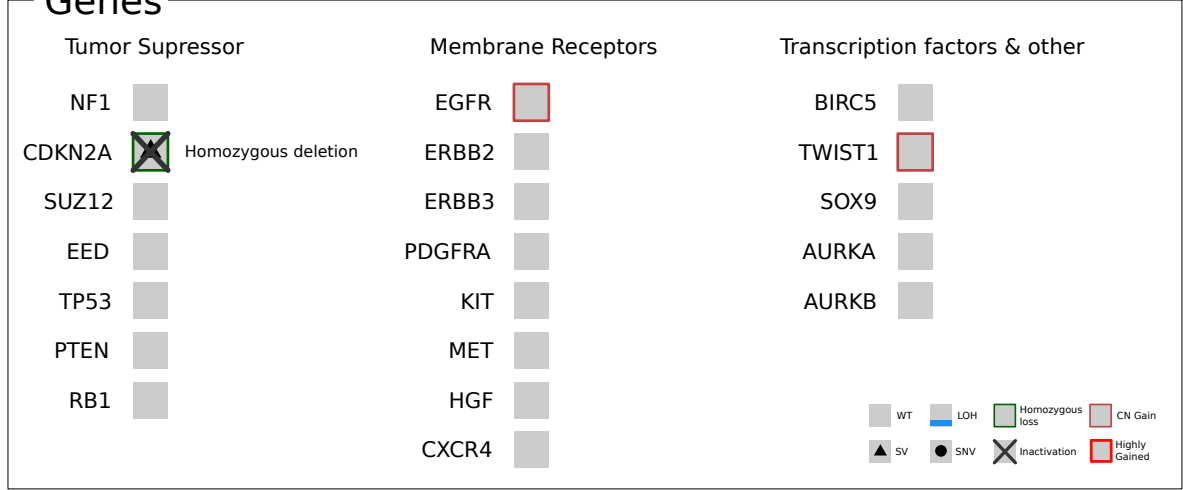 Genes
Tumor Supressor
NF1
CDKN2A Homozygous deletion
SUZ12
EED
TP53
PTEN
RB1
Membrane Receptors
EGFR
ERBB2
ERBB3
PDGFRA
KIT
MET
HGF
CXCR4
Transcription factors & other
BIRC5
TWIST1
SOX9
AURKA
AURKB
WT
LOH
Homozygous
loss
CN Gain
SV
SNV
Inactivation
Highly
Gained